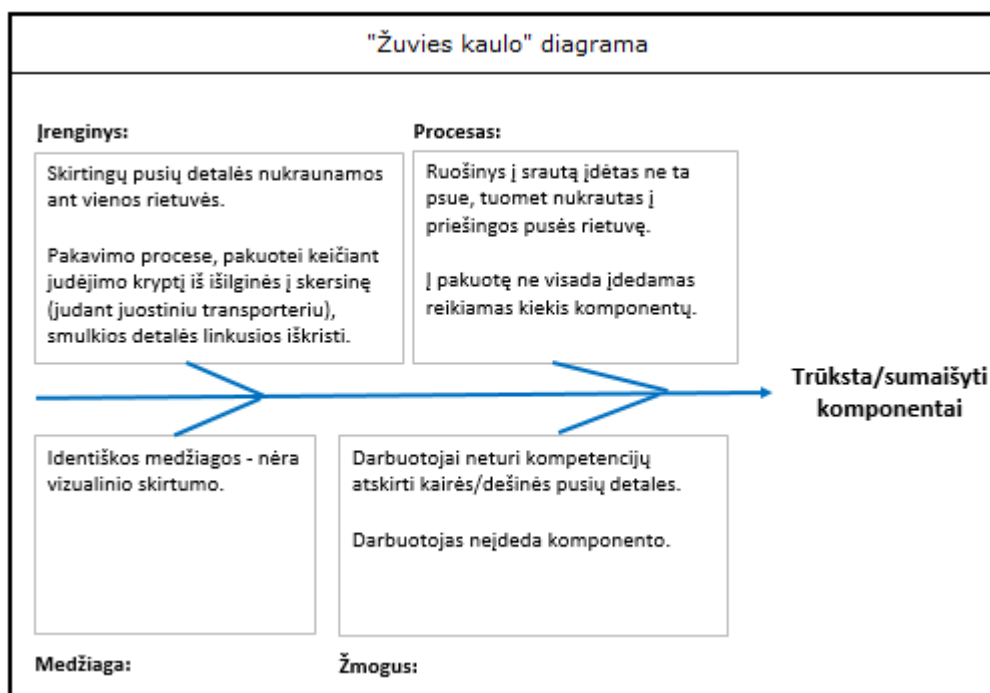 "Žuvies kaulo" diagrama
Įrenginys:
Skirtingų pusių detalės nukraunamos
ant vienos rietuvės.
Pakavimo procese, pakuotei keičiant
judėjimo kryptį iš išilginės į skersinę
(judant juostiniu transporteriu),
smulkios detalės linkusios iškristi.
Procesas:
Ruošinys į srautą įdėtas ne ta
psue, tuomet nukrautas į
priešingos pusės rietuvę.
Į pakuotę ne visada įdedamas
reikiamas kiekis komponentų.
Trūksta/sumaišyti
komponentai
Identiškos medžiagos - nėra
vizualinio skirtumo.
Medžiaga:
Darbuotojai neturi kompetencijų
atskirti kairės/dešinės pusių detales.
Darbuotojas neįdeda komponento.
Žmogus: